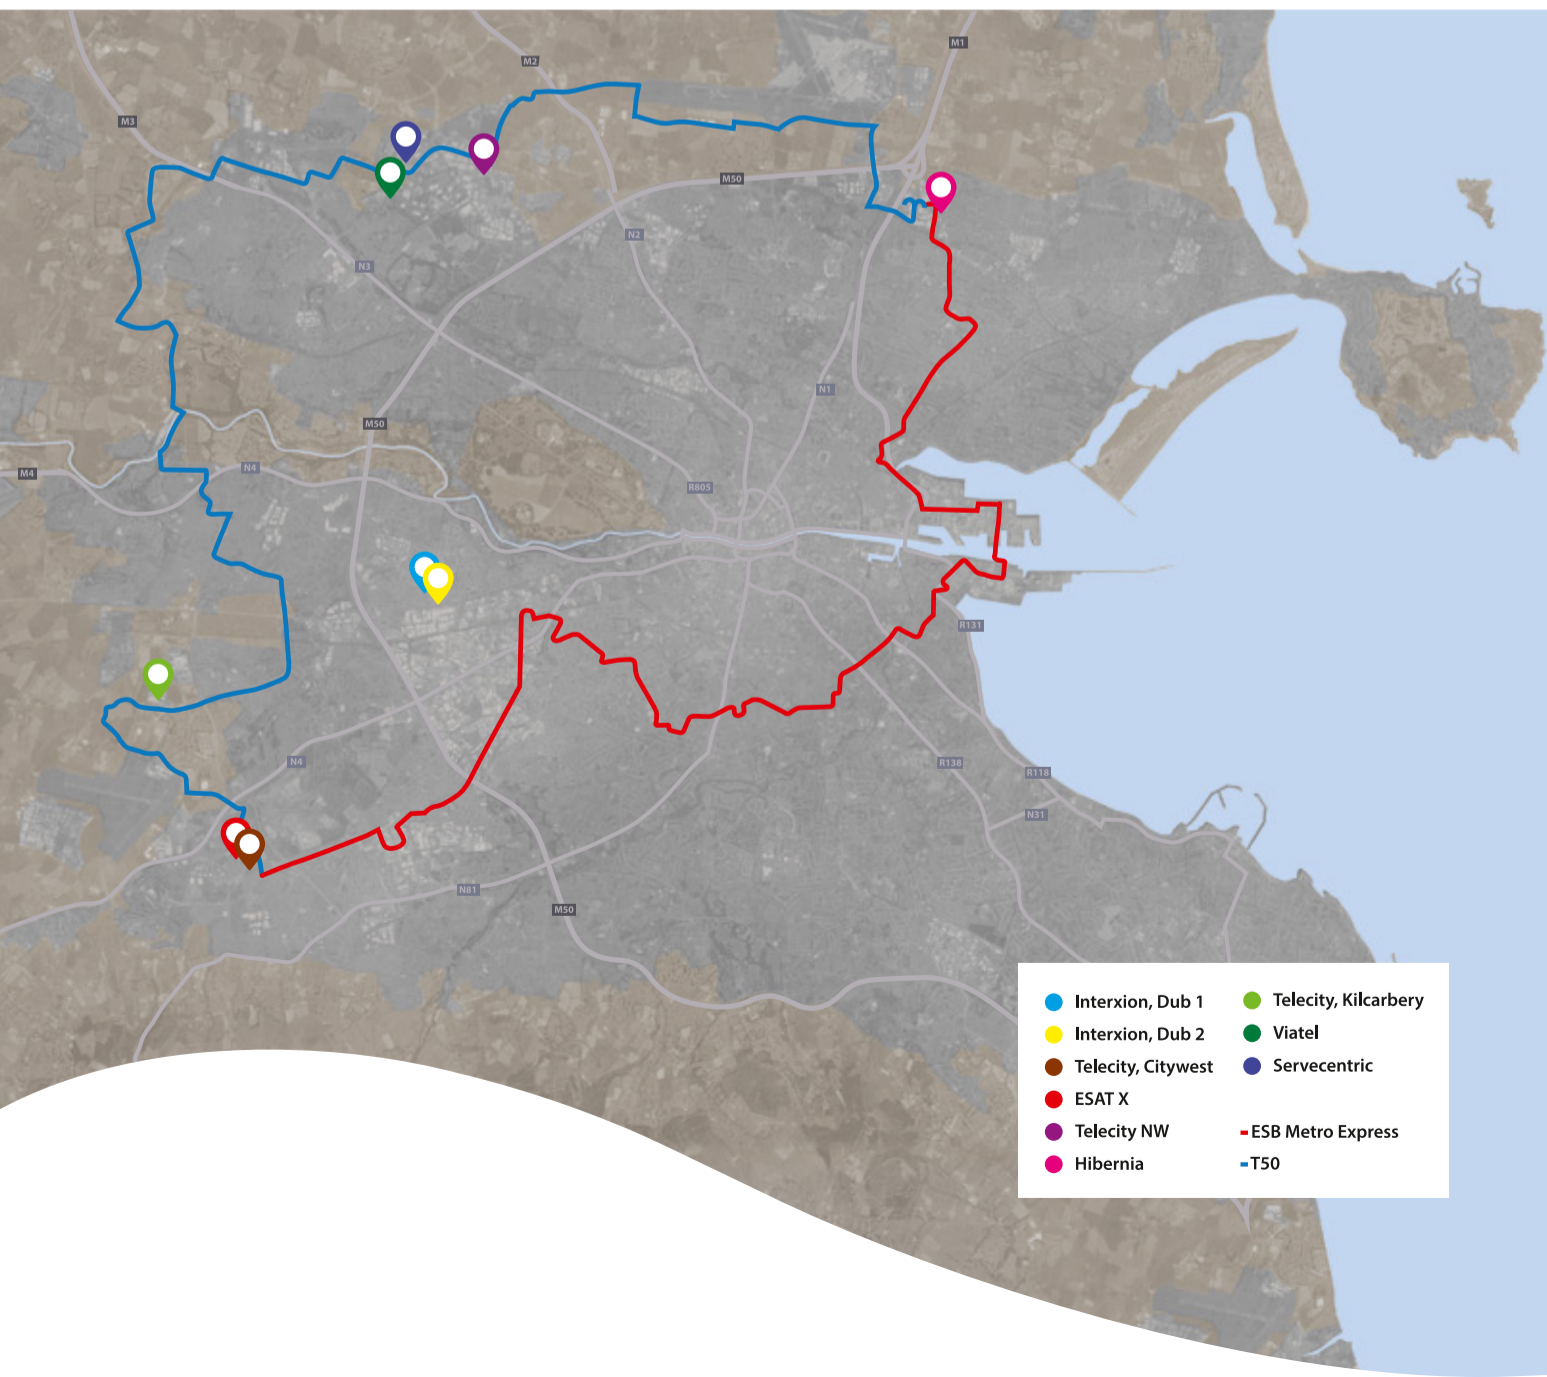 M1
M2
M3
M50
N2
N3
N1
M50
N4
M4
R805
R131
N4
R138
R118
N31
N81
M50
Interxion, Dub 1
Interxion, Dub 2
Telecity, Citywest
ESAT X
Telecity NW
Hibernia
Telecity, Kilcarbery
Viatel
Servecentric
ESB Metro Express
T50